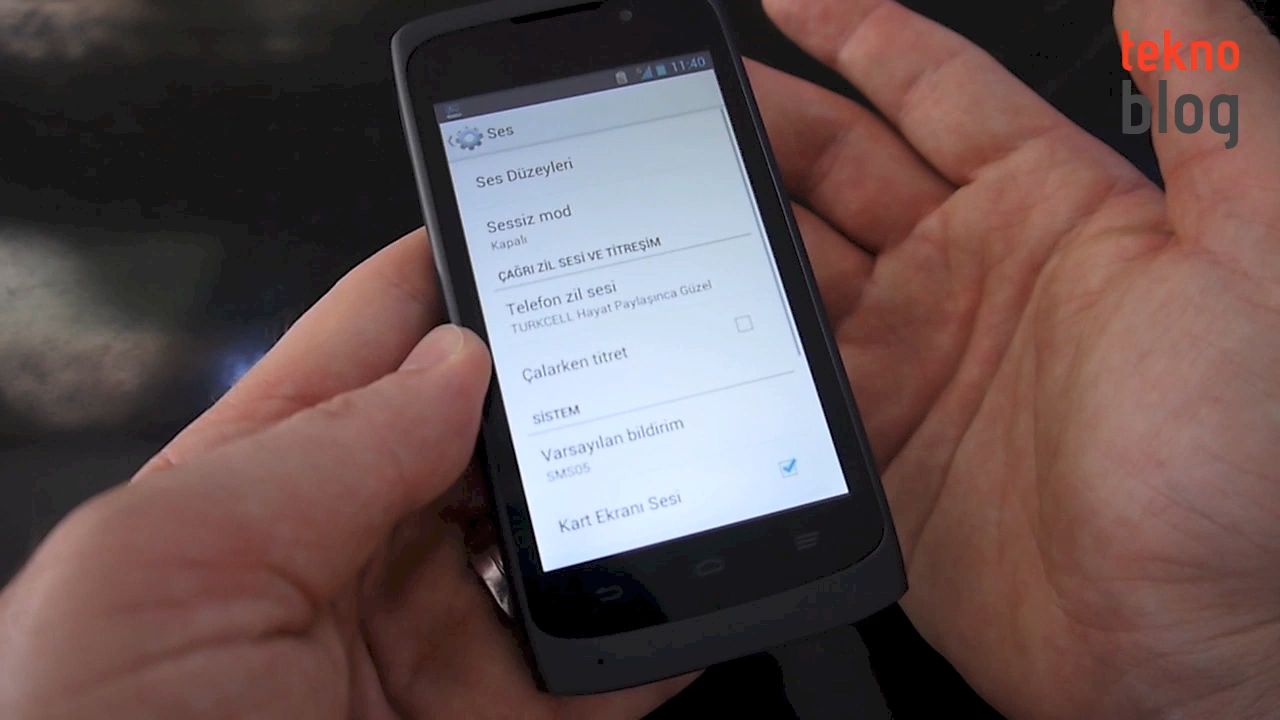 tekno
blog
11:40
Ses
Ses Düzeyleri
Sessiz mod
Kapalı
ÇAĞRI ZİL SESİ VE TİTREŞİM
Telefon zil sesi
TURKCELL Hayat Paylaşınca Güzel
Çalarken titret
SİSTEM
Varsayılan bildirim
SMS05
Kart Ekranı Sesi